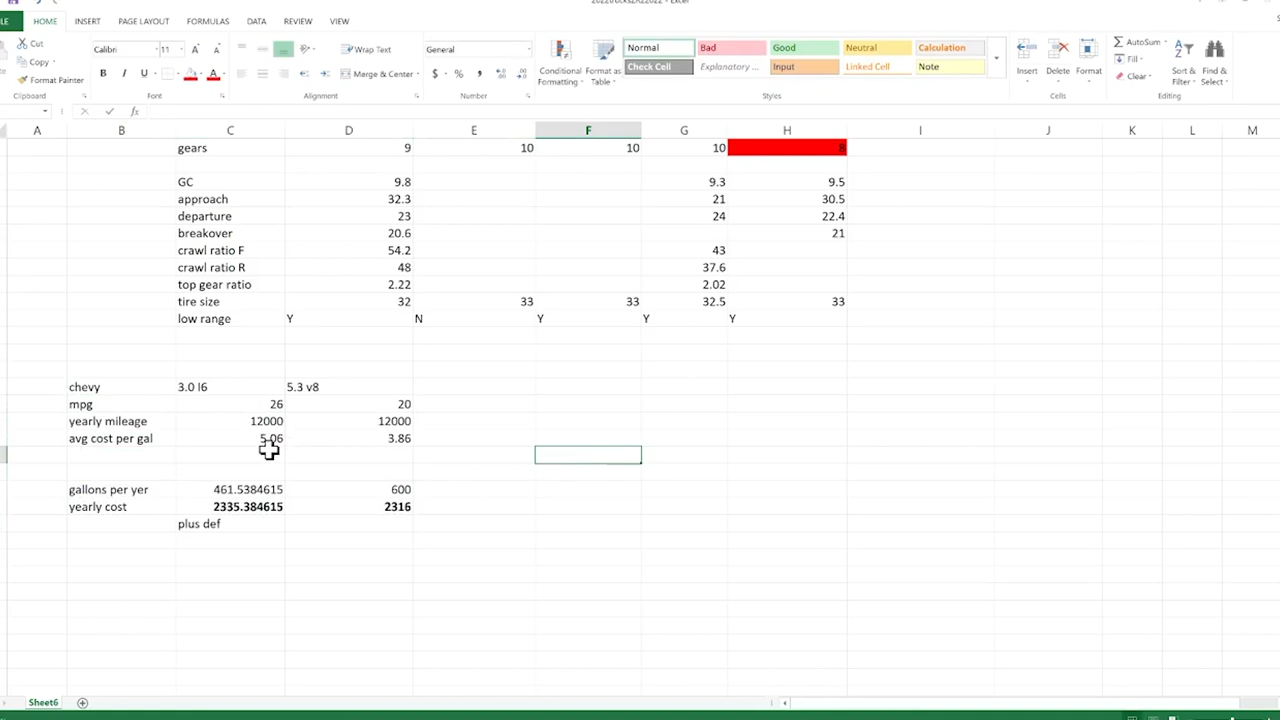 HOME INSERT PAGE LAYOUT FORMULAS DATA REVIEW VIEW
Cut
Copy
Format Painter
Clipboard
Calibri 11
B I U
Font
Wrap Text
Merge & Center
Alignment
General
$ %
Number
Conditional Formatting
Format as Table
Normal Bad Good Neutral Calculation
Check Cell Explanatory ... Input Linked Cell Note
Styles
Insert Delete Format
Cells
AutoSum
Fill
Clear
Sort & Filter
Find & Select
Editing
fx
A B C D E F G H I J K L M
gears 9 10 10 10 8
GC 9.8 9.3 9.5
approach 32.3 21 30.5
departure 23 24 22.4
breakover 20.6 21
crawl ratio F 54.2 43
crawl ratio R 48 37.6
top gear ratio 2.22 2.02
tire size 32 33 33 32.5 33
low range Y N Y Y Y
chevy 3.0 I6 5.3 v8
mpg 26 20
yearly mileage 12000 12000
avg cost per gal 5.06 3.86
gallons per yer 461.5384615 600
yearly cost 2335.384615 2316
plus def
Sheet6